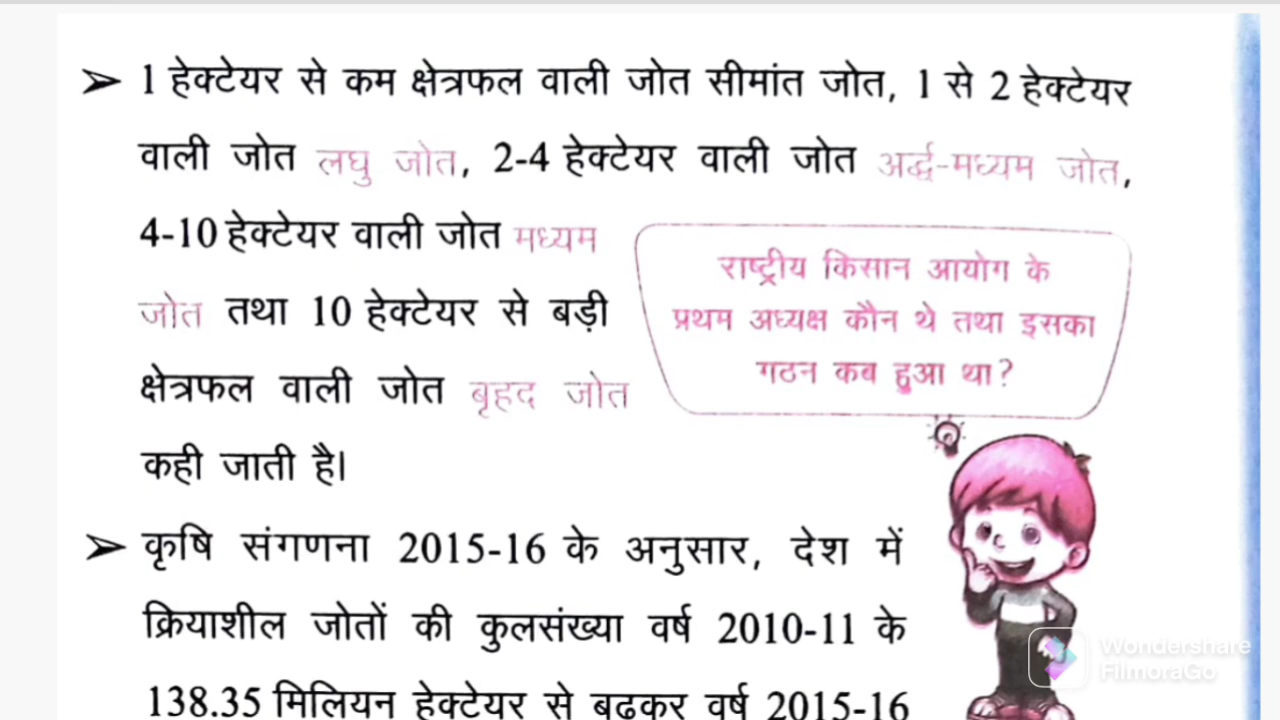 ➢ 1 हेक्टेयर से कम क्षेत्रफल वाली जोत सीमांत जोत, 1 से 2 हेक्टेयर
वाली जोत लघु जोत, 2-4 हेक्टेयर वाली जोत अर्द्ध-मध्यम जोत,
4-10 हेक्टेयर वाली जोत मध्यम
जोत तथा 10 हेक्टेयर से बड़ी
क्षेत्रफल वाली जोत बृहद जोत
कही जाती है।
राष्ट्रीय किसान आयोग के
प्रथम अध्यक्ष कौन थे तथा इसका
गठन कब हुआ था?
➢ कृषि संगणना 2015-16 के अनुसार, देश में
क्रियाशील जोतों की कुलसंख्या वर्ष 2010-11 के
138.35 मिलियन हेक्टेयर से बढकर वर्ष 2015-16
Wondershare
FilmoraGo